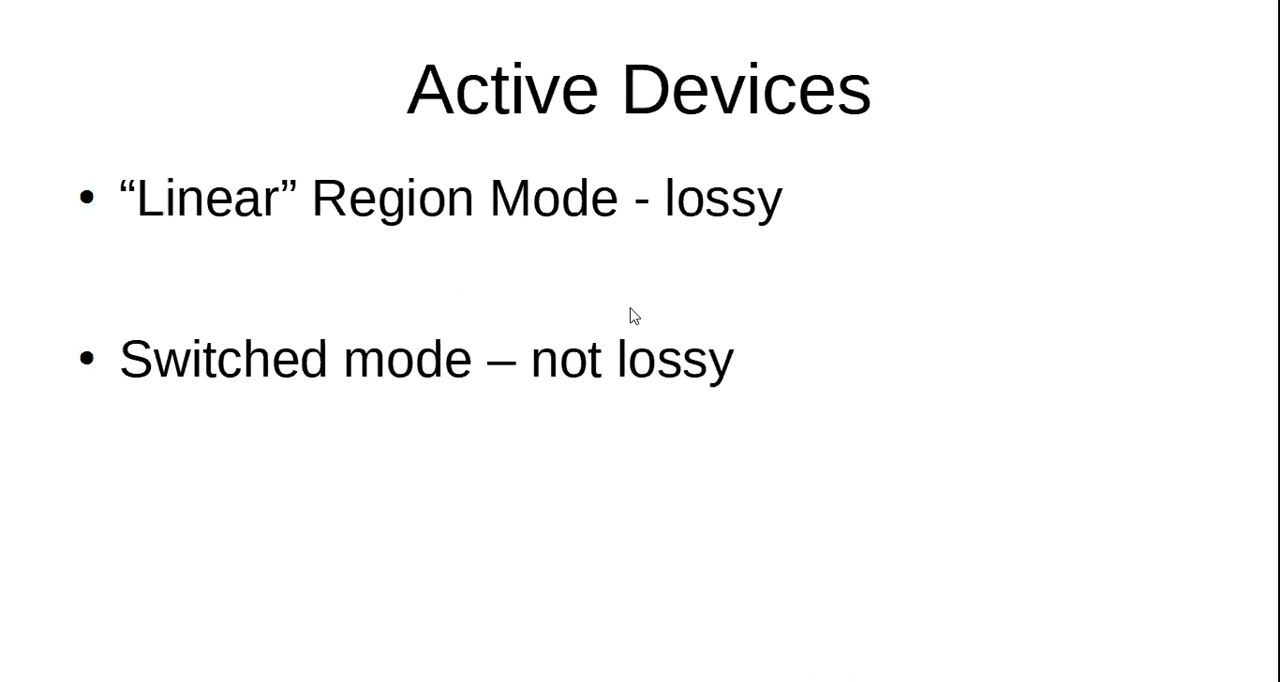 Active Devices
• “Linear” Region Mode - lossy
• Switched mode – not lossy